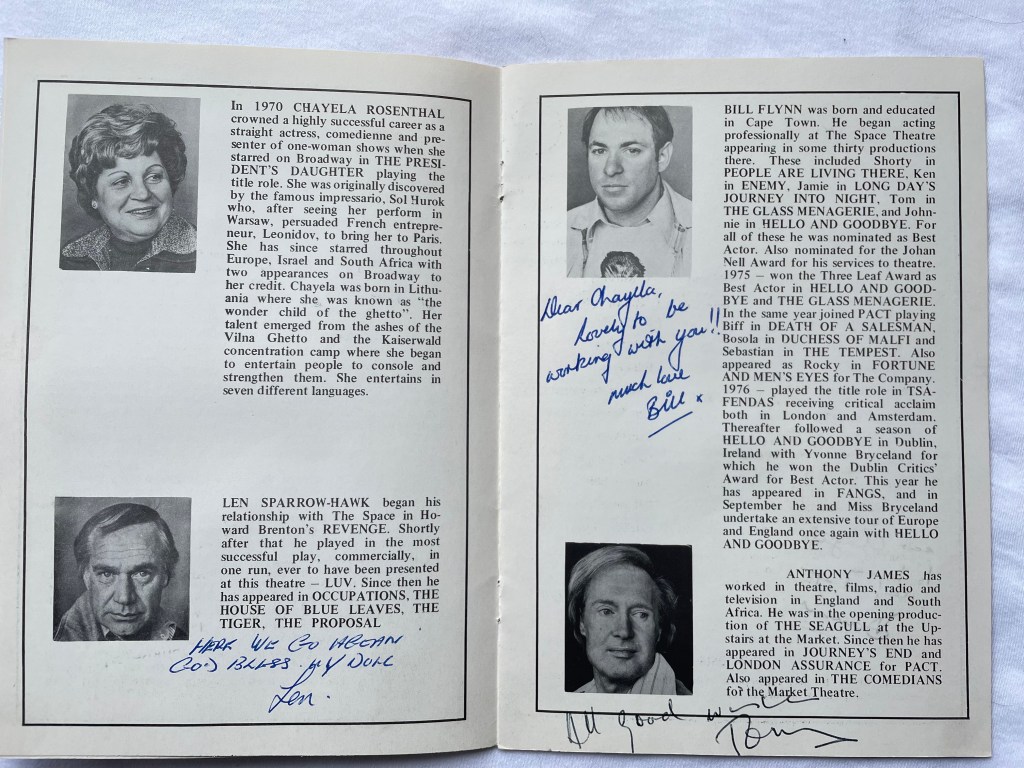 In 1970 CHAYELA ROSENTHAL
crowned a highly successful career as a
straight actress, comedienne and pre-
senter of one-woman shows when she
starred on Broadway in THE PRESI-
DENT'S DAUGHTER playing the
title role. She was originally discovered
by the famous impressario, Sol Hurok
who, after seeing her perform in
Warsaw, persuaded French entrepre-
neur, Leonidov, to bring her to Paris.
She has since starred throughout
Europe, Israel and South Africa with
two appearances on Broadway to
her credit. Chayela was born in Lithu-
ania where she was known as "the
wonder child of the ghetto". Her
talent emerged from the ashes of the
Vilna Ghetto and the Kaiserwald
concentration camp where she began
to entertain people to console and
strengthen them. She entertains in
seven different languages.
LEN SPARROW-HAWK began his
relationship with The Space in Ho-
ward Brenton's REVENGE. Shortly
after that he played in the most
successful play, commercially, in
one run, ever to have been presented
at this theatre – LUV. Since then he
has appeared in OCCUPATIONS, THE
HOUSE OF BLUE LEAVES, THE
TIGER, THE PROPOSAL
HERE WE GO AGAIN
GOD BLESS MY DOLL
Len.
BILL FLYNN was born and educated
in Cape Town. He began acting
professionally at The Space Theatre
appearing in some thirty productions
there. These included Shorty in
PEOPLE ARE LIVING THERE, Ken
in ENEMY, Jamie in LONG DAY'S
JOURNEY INTO NIGHT, Tom in
THE GLASS MENAGERIE, and John-
nie in HELLO AND GOODBYE. For
all of these he was nominated as Best
Actor. Also nominated for the Johan
Nell Award for his services to theatre.
1975 – won the Three Leaf Award as
Best Actor in HELLO AND GOOD-
BYE and THE GLASS MENAGERIE.
In the same year joined PACT playing
Biff in DEATH OF A SALESMAN,
Bosola in DUCHESS OF MALFI and
Sebastian in THE TEMPEST. Also
appeared as Rocky in FORTUNE
AND MEN'S EYES for The Company.
1976 – played the title role in TSA-
FENDAS receiving critical acclaim
both in London and Amsterdam.
Thereafter followed a season of
HELLO AND GOODBYE in Dublin,
Ireland with Yvonne Bryceland for
which he won the Dublin Critics'
Award for Best Actor. This year he
has appeared in FANGS, and in
September he and Miss Bryceland
undertake an extensive tour of Europe
and England once again with HELLO
AND GOODBYE.
Dear Chayella,
Lovely to be
working with you!!
much love
Bill x
ANTHONY JAMES has
worked in theatre, films, radio and
television in England and South
Africa. He was in the opening produc-
tion of THE SEAGULL at the Up-
stairs at the Market. Since then he has
appeared in JOURNEY'S END and
LONDON ASSURANCE for PACT.
Also appeared in THE COMEDIANS
for the Market Theatre.
All good